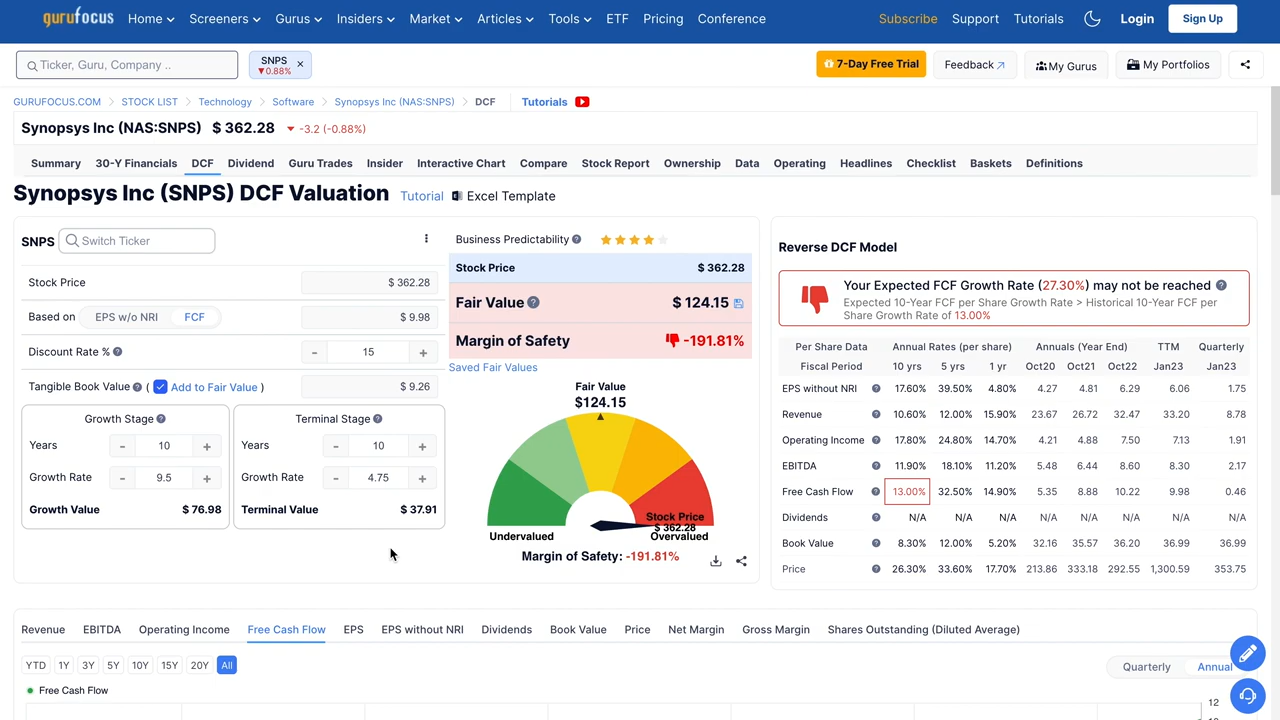 gurufocus Home Screeners Gurus Insiders Market Articles Tools ETF Pricing Conference Subscribe Support Tutorials Login Sign Up
Ticker, Guru, Company ..
SNPS ×
▼0.88%
7-Day Free Trial
Feedback
My Gurus
My Portfolios
GURUFOCUS.COM > STOCK LIST > Technology > Software > Synopsys Inc (NAS:SNPS) > DCF Tutorials
Synopsys Inc (NAS:SNPS) $ 362.28 ▼ -3.2 (-0.88%)
Summary 30-Y Financials DCF Dividend Guru Trades Insider Interactive Chart Compare Stock Report Ownership Data Operating Headlines Checklist Baskets Definitions
Synopsys Inc (SNPS) DCF Valuation Tutorial Excel Template
SNPS Switch Ticker
Stock Price $ 362.28
Based on EPS w/o NRI FCF $ 9.98
Discount Rate % ? - 15 +
Tangible Book Value ? ( Add to Fair Value ) $ 9.26
Growth Stage ?
Years - 10 +
Growth Rate - 9.5 +
Growth Value $ 76.98
Terminal Stage ?
Years - 10 +
Growth Rate - 4.75 +
Terminal Value $ 37.91
Business Predictability ?
Stock Price $ 362.28
Fair Value ? $ 124.15
Margin of Safety -191.81%
Saved Fair Values
Fair Value
$124.15
Stock Price
$ 362.28
Undervalued Overvalued
Margin of Safety: -191.81%
Reverse DCF Model
Your Expected FCF Growth Rate (27.30%) may not be reached ?
Expected 10-Year FCF per Share Growth Rate > Historical 10-Year FCF per
Share Growth Rate of 13.00%
Per Share Data Annual Rates (per share) Annuals (Year End) TTM Quarterly
Fiscal Period 10 yrs 5 yrs 1 yr Oct20 Oct21 Oct22 Jan23 Jan23
EPS without NRI ? 17.60% 39.50% 4.80% 4.27 4.81 6.29 6.06 1.75
Revenue ? 10.60% 12.00% 15.90% 23.67 26.72 32.47 33.20 8.78
Operating Income ? 17.80% 24.80% 14.70% 4.21 4.88 7.50 7.13 1.91
EBITDA ? 11.90% 18.10% 11.20% 5.48 6.44 8.60 8.30 2.17
Free Cash Flow ? 13.00% 32.50% 14.90% 5.35 8.88 10.22 9.98 0.46
Dividends ? N/A N/A N/A N/A N/A N/A N/A N/A
Book Value ? 8.30% 12.00% 5.20% 32.16 35.57 36.20 36.99 36.99
Price ? 26.30% 33.60% 17.70% 213.86 333.18 292.55 1,300.59 353.75
Revenue EBITDA Operating Income Free Cash Flow EPS EPS without NRI Dividends Book Value Price Net Margin Gross Margin Shares Outstanding (Diluted Average)
YTD 1Y 3Y 5Y 10Y 15Y 20Y All
Quarterly Annual
Free Cash Flow
12